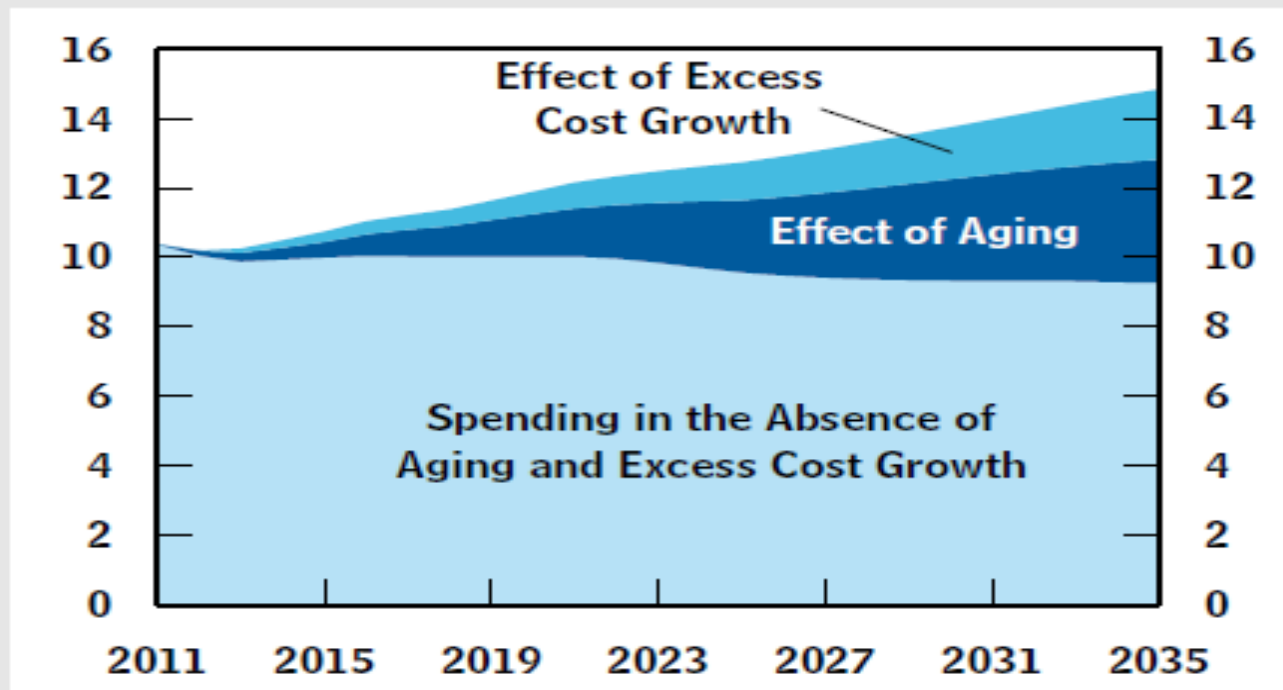 16 16
Effect of Excess
Cost Growth
14 14
12 12
Effect of Aging
10 10
8 8
6 6
Spending in the Absence of
Aging and Excess Cost Growth
4 4
2 2
0 0
2011 2015 2019 2023 2027 2031 2035